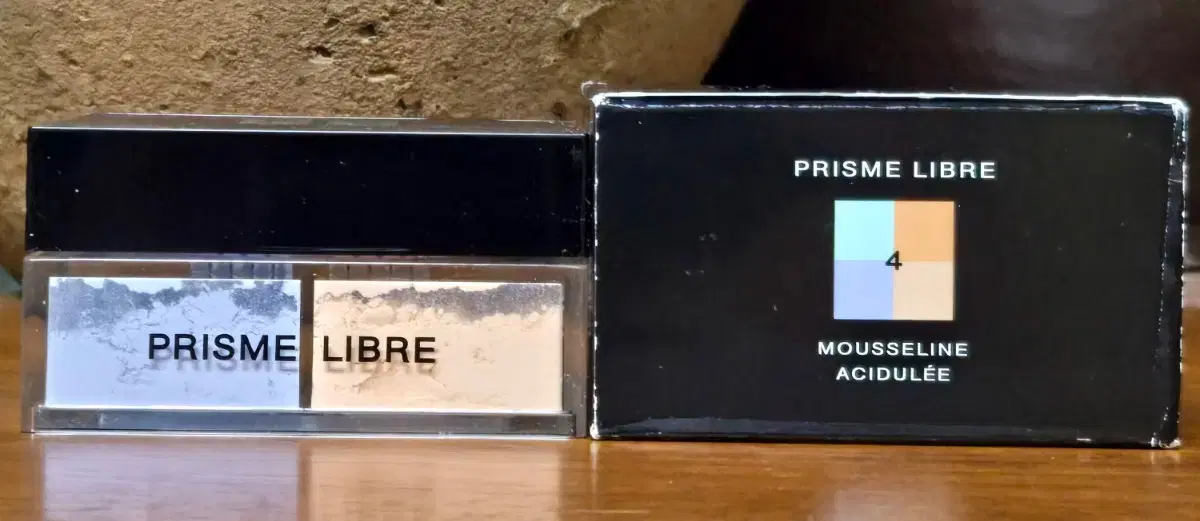 PRISME LIBRE
PRISME LIBRE
4
MOUSSELINE
ACIDULÉE